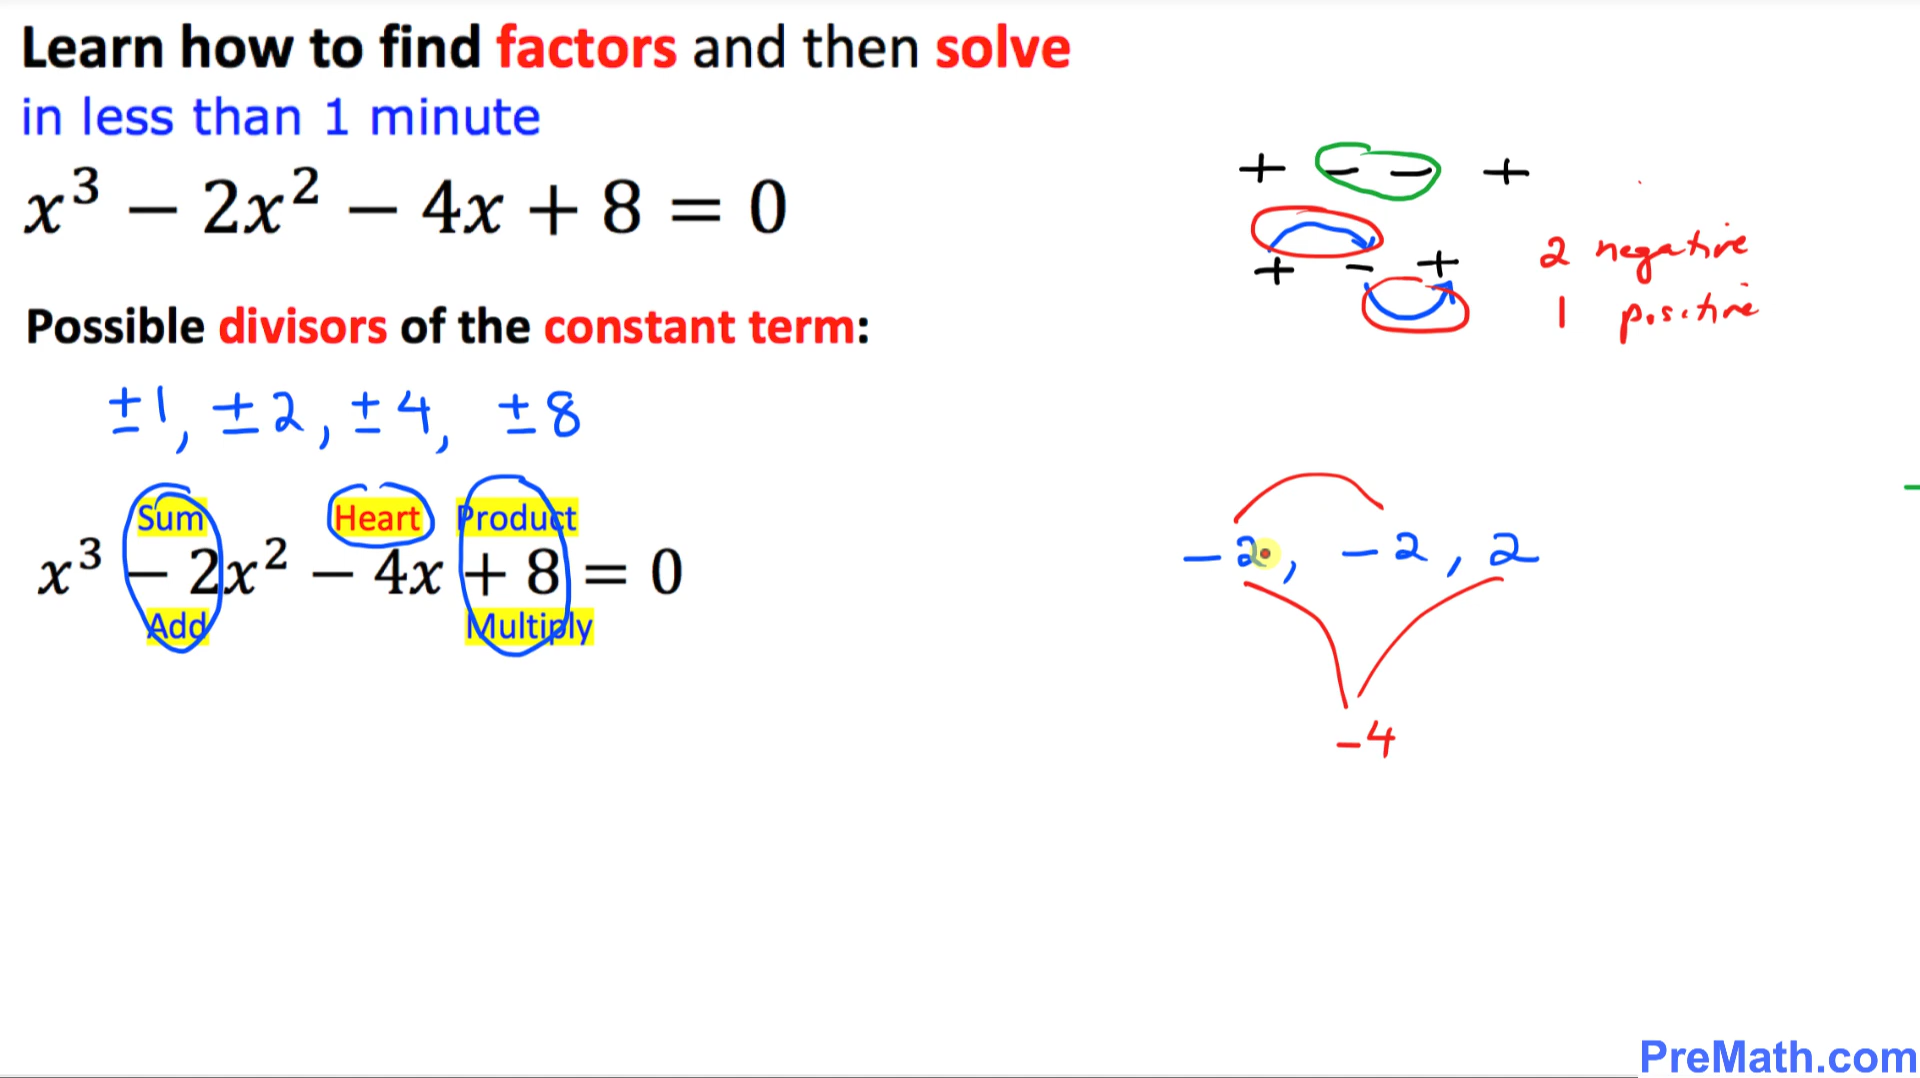 Learn how to find factors and then solve
in less than 1 minute
x³ − 2x² − 4x + 8 = 0
+ − − +
+ − +
2 negative
1 positive
Possible divisors of the constant term:
±1, ±2, ±4, ±8
Sum Heart Product
x³ − 2x² − 4x + 8 = 0
Add Multiply
−2, −2, 2
−4
PreMath.com